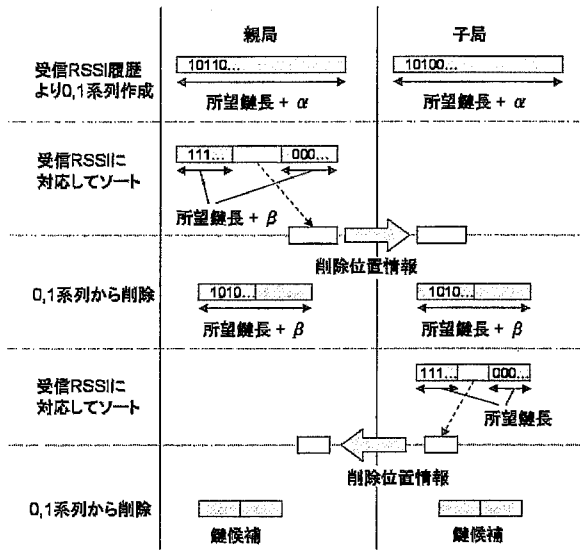 親局
子局
受信RSSI履歴
より0,1系列作成
10110...
10100...
所望鍵長 + α
所望鍵長 + α
受信RSSIに
対応してソート
111...
000...
所望鍵長 + β
削除位置情報
0,1系列から削除
1010...
1010...
所望鍵長 + β
所望鍵長 + β
受信RSSIに
対応してソート
111...
000...
所望鍵長
削除位置情報
0,1系列から削除
鍵候補
鍵候補